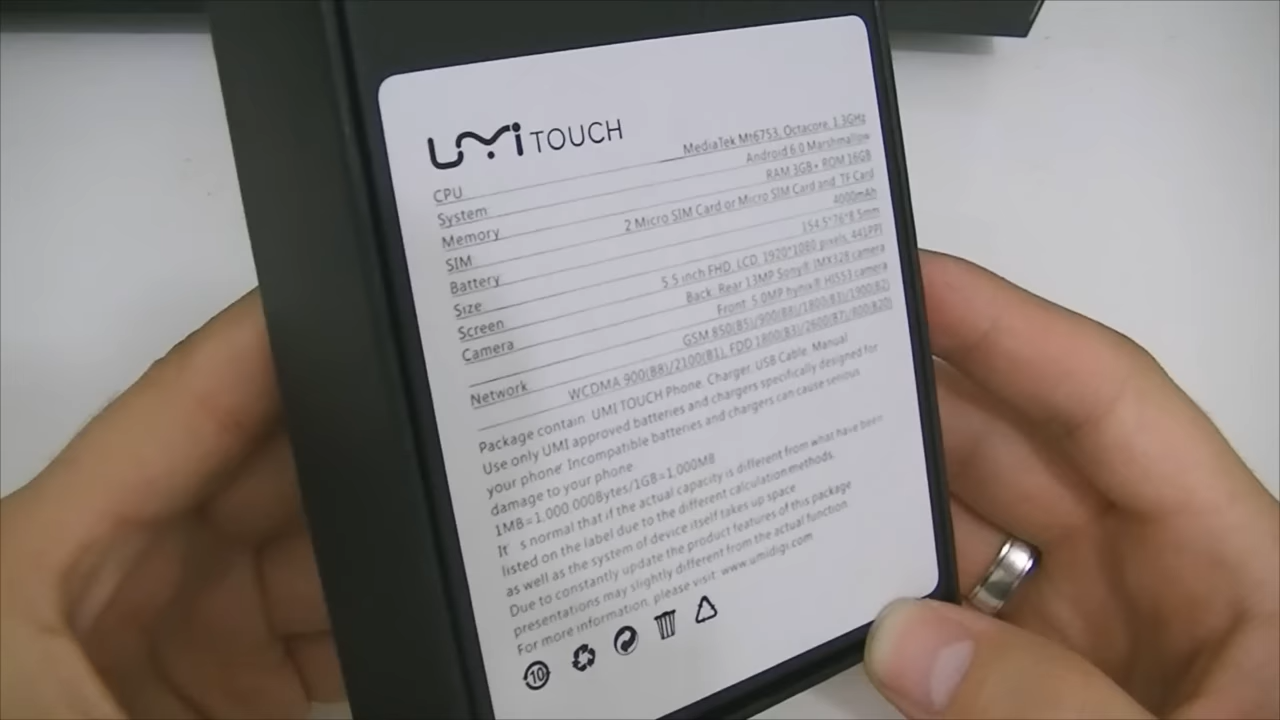 UMi TOUCH
CPU MediaTek Mt6753, Octacore, 1.3GHz
System Android 6.0 Marshmallow
Memory RAM 3GB+ ROM 16GB
SIM 2 Micro SIM Card or Micro SIM Card and TF Card
Battery 4000mAh
Size 154.5*76*8.5mm
Screen 5.5 inch FHD, LCD, 1920*1080 pixels, 441PPI
Camera Back: Rear 13MP Sony® IMX328 camera
Front: 5.0MP hynix® HI553 camera
Network GSM 850(B5)/900(B8)/1800(B3)/1900(B2)
WCDMA 900(B8)/2100(B1), FDD 1800(B3)/2600(B7)/800(B20)
Package contain: UMI TOUCH Phone, Charger, USB Cable, Manual
Use only UMI approved batteries and chargers specifically designed for
your phone. Incompatible batteries and chargers can cause serious
damage to your phone
1MB=1,000,000Bytes/1GB=1,000MB
It' s normal that if the actual capacity is different from what have been
listed on the label due to the different calculation methods.
as well as the system of device itself takes up space
Due to constantly update the product features of this package
presentations may slightly different from the actual function
For more information, please visit: www.umidigi.com
10